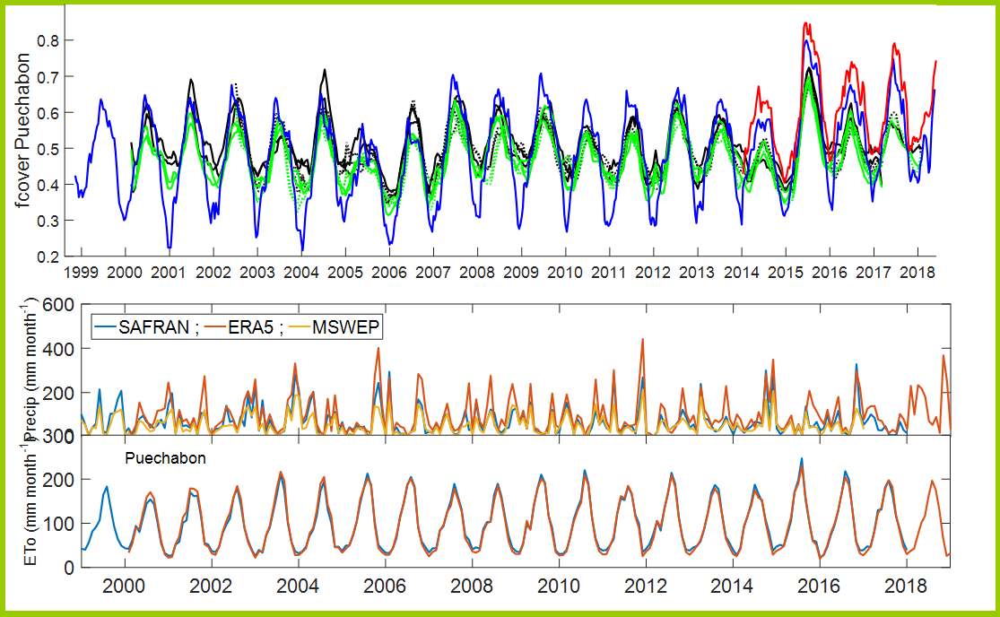 fcover Puechabon
0.8
0.7
0.6
0.5
0.4
0.3
0.2
1999 2000 2001 2002 2003 2004 2005 2006 2007 2008 2009 2010 2011 2012 2013 2014 2015 2016 2017 2018
Precip (mm month-1)
600
400
200
0
SAFRAN ; ERA5 ; MSWEP
ETo (mm month-1)
300
200
100
0
Puechabon
2000 2002 2004 2006 2008 2010 2012 2014 2016 2018